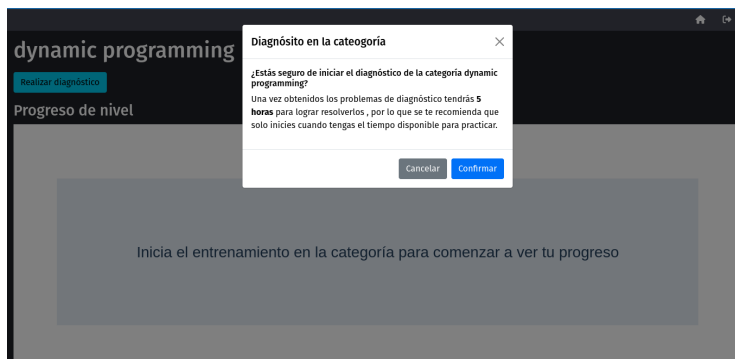 dynamic programming
Realizar diagnóstico
Progreso de nivel
Diagnósito en la cateogoría
¿Estás seguro de iniciar el diagnóstico de la categoría dynamic
programming?
Una vez obtenidos los problemas de diagnóstico tendrás 5
horas para lograr resolverlos , por lo que se te recomienda que
solo inicies cuando tengas el tiempo disponible para practicar.
Cancelar Confirmar
Inicia el entrenamiento en la categoría para comenzar a ver tu progreso